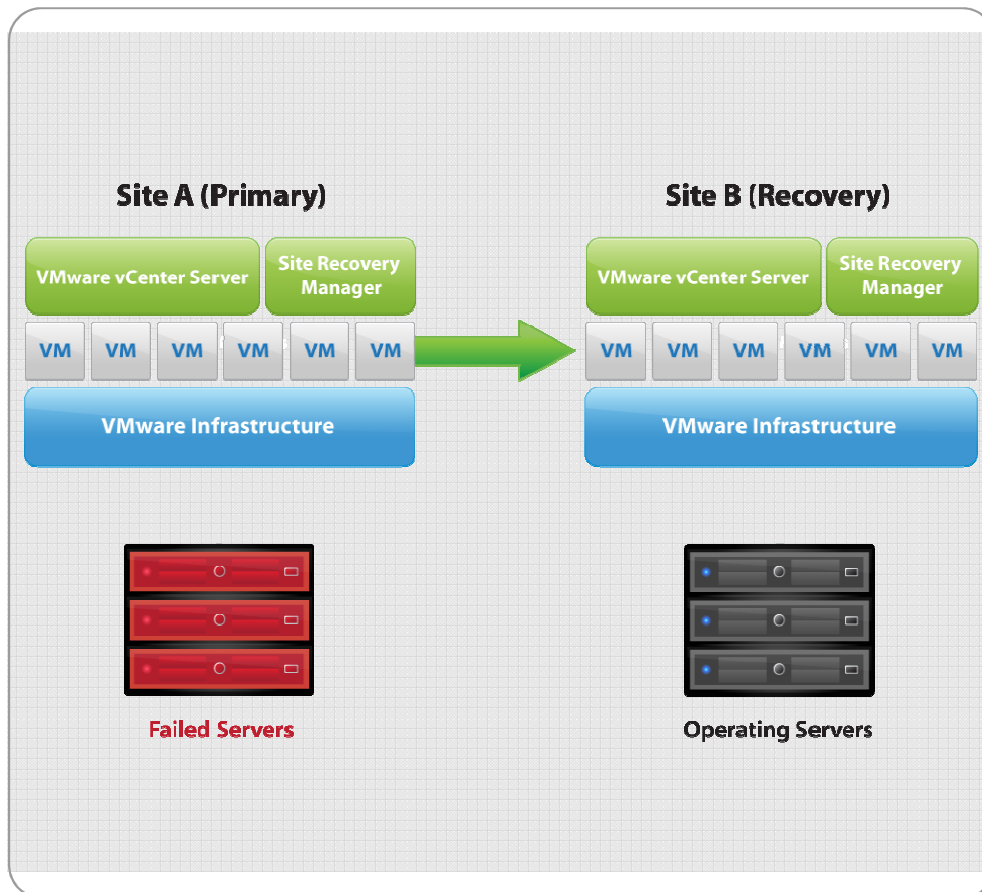 Site A (Primary)
VMware vCenter Server
Site Recovery
Manager
VM VM VM VM VM VM
VMware Infrastructure
Failed Servers
Site B (Recovery)
VMware vCenter Server
Site Recovery
Manager
VM VM VM VM VM VM
VMware Infrastructure
Operating Servers